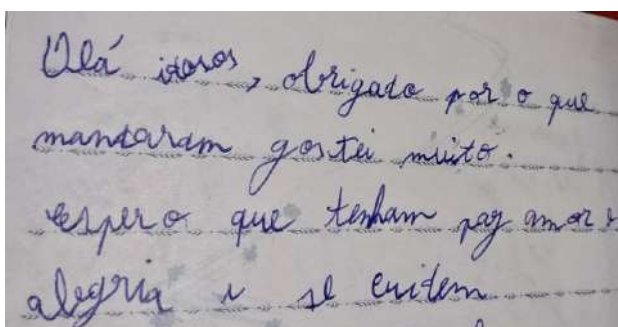 Olá idosos, obrigado por o que
mandaram gostei muito.
espero que tenham paz amor e
alegria e se cuidem